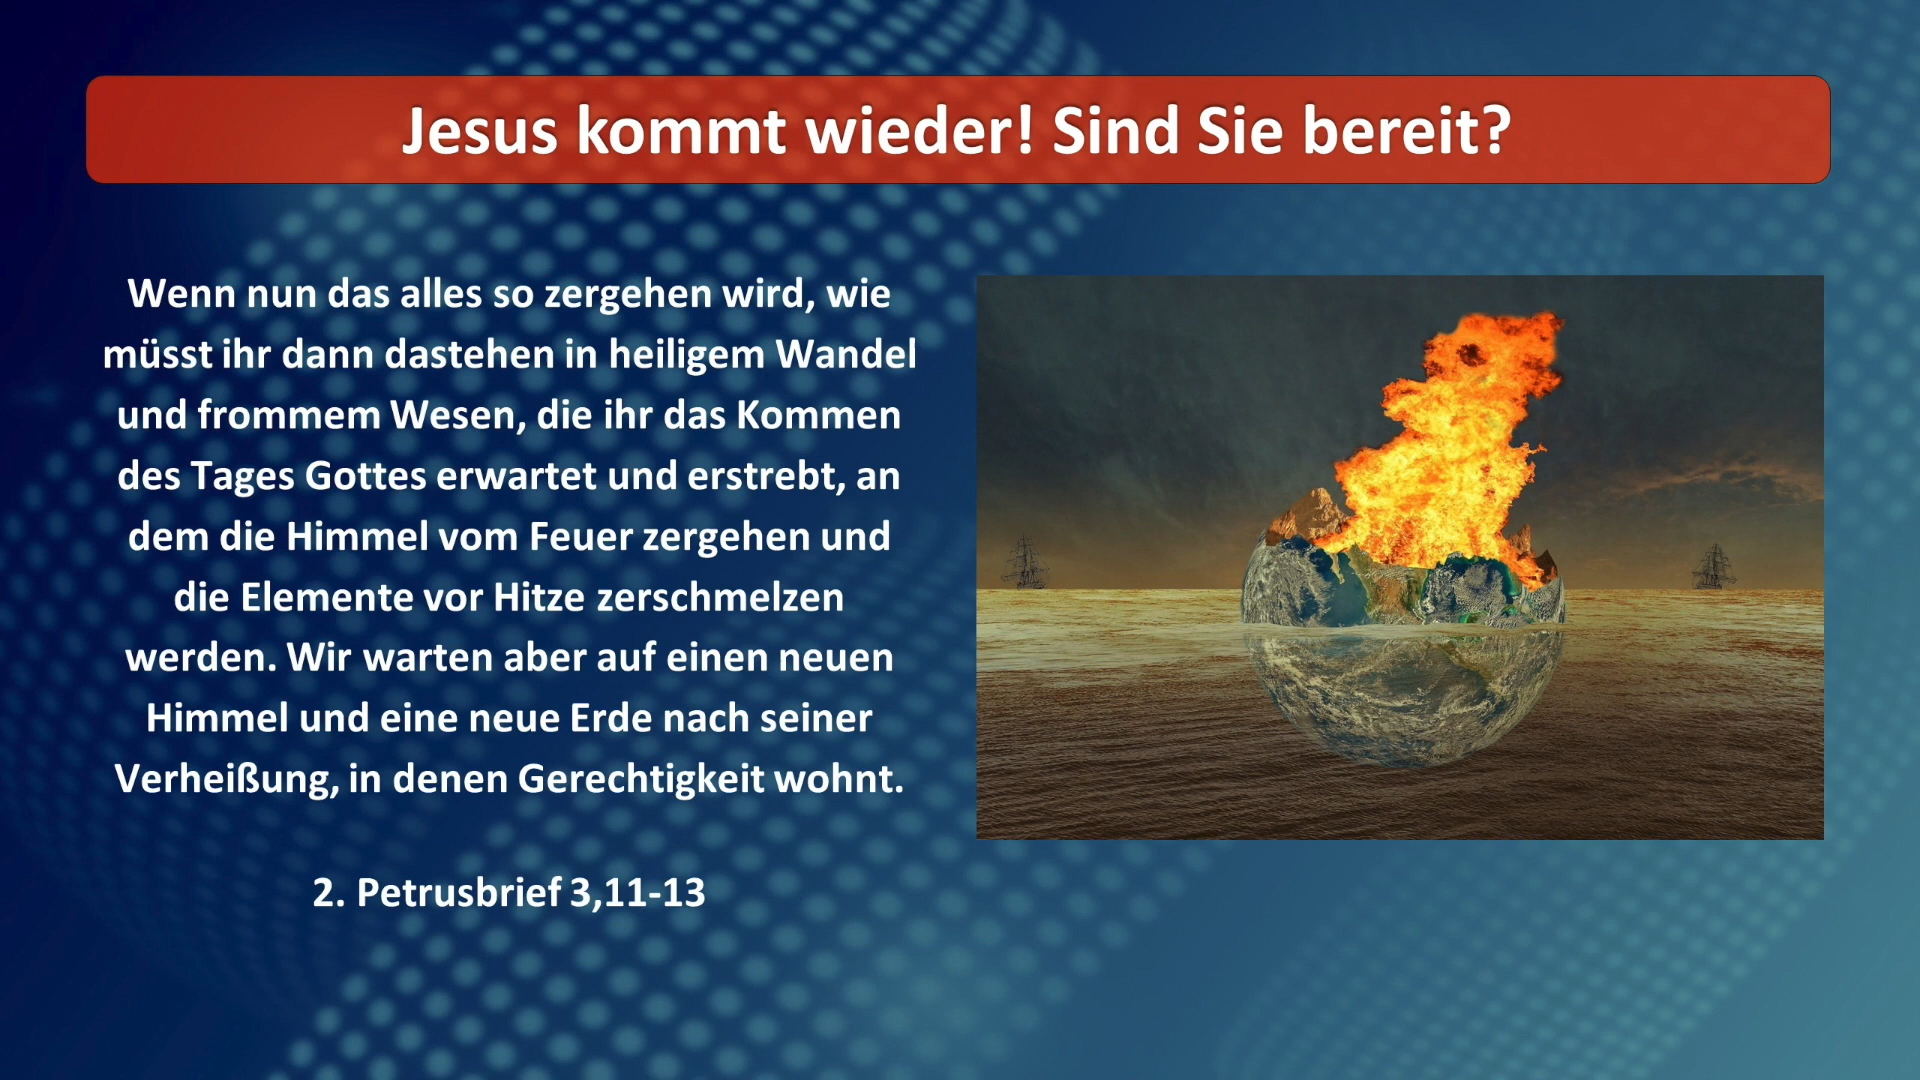 Jesus kommt wieder! Sind Sie bereit?
Wenn nun das alles so zergehen wird, wie
müsst ihr dann dastehen in heiligem Wandel
und frommem Wesen, die ihr das Kommen
des Tages Gottes erwartet und erstrebt, an
dem die Himmel vom Feuer zergehen und
die Elemente vor Hitze zerschmelzen
werden. Wir warten aber auf einen neuen
Himmel und eine neue Erde nach seiner
Verheißung, in denen Gerechtigkeit wohnt.
2. Petrusbrief 3,11-13